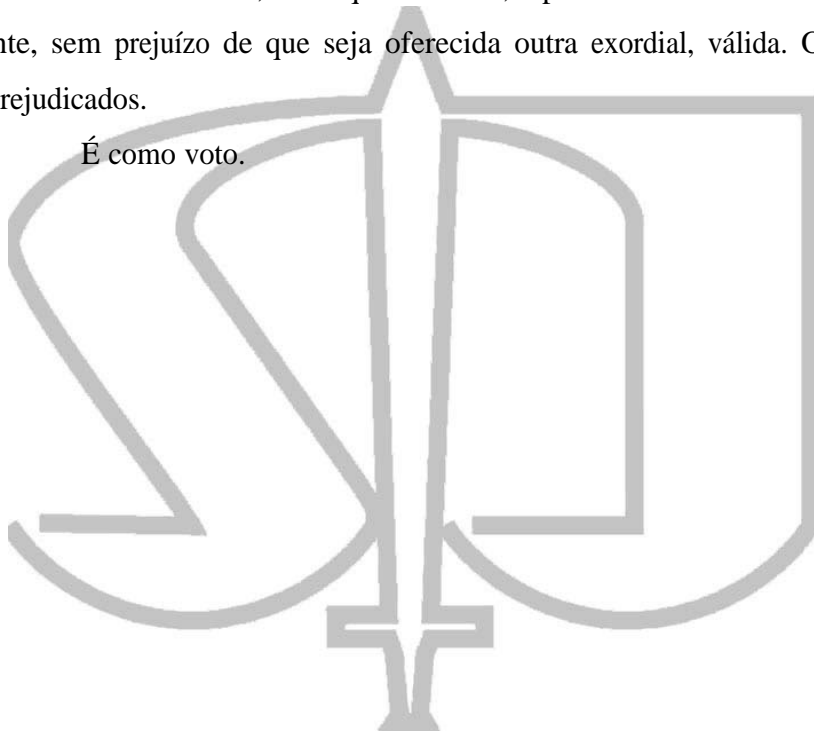 nte, sem prejuízo de que seja oferecida outra exordial, válida.
rejudicados.
É como voto.